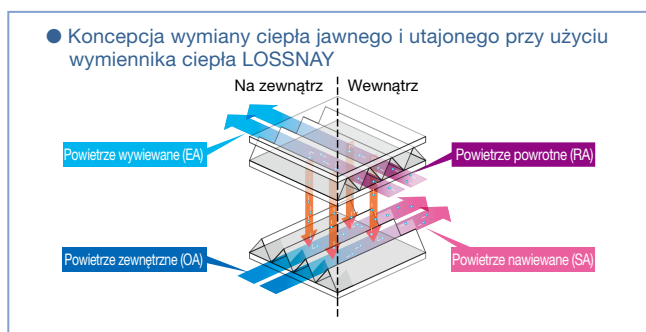 ● Koncepcja wymiany ciepła jawnego i utajonego przy użyciu
wymiennika ciepła LOSSNAY
Na zewnątrz
Wewnątrz
Powietrze wywiewane (EA)
Powietrze powrotne (RA)
Powietrze zewnętrzne (OA)
Powietrze nawiewane (SA)